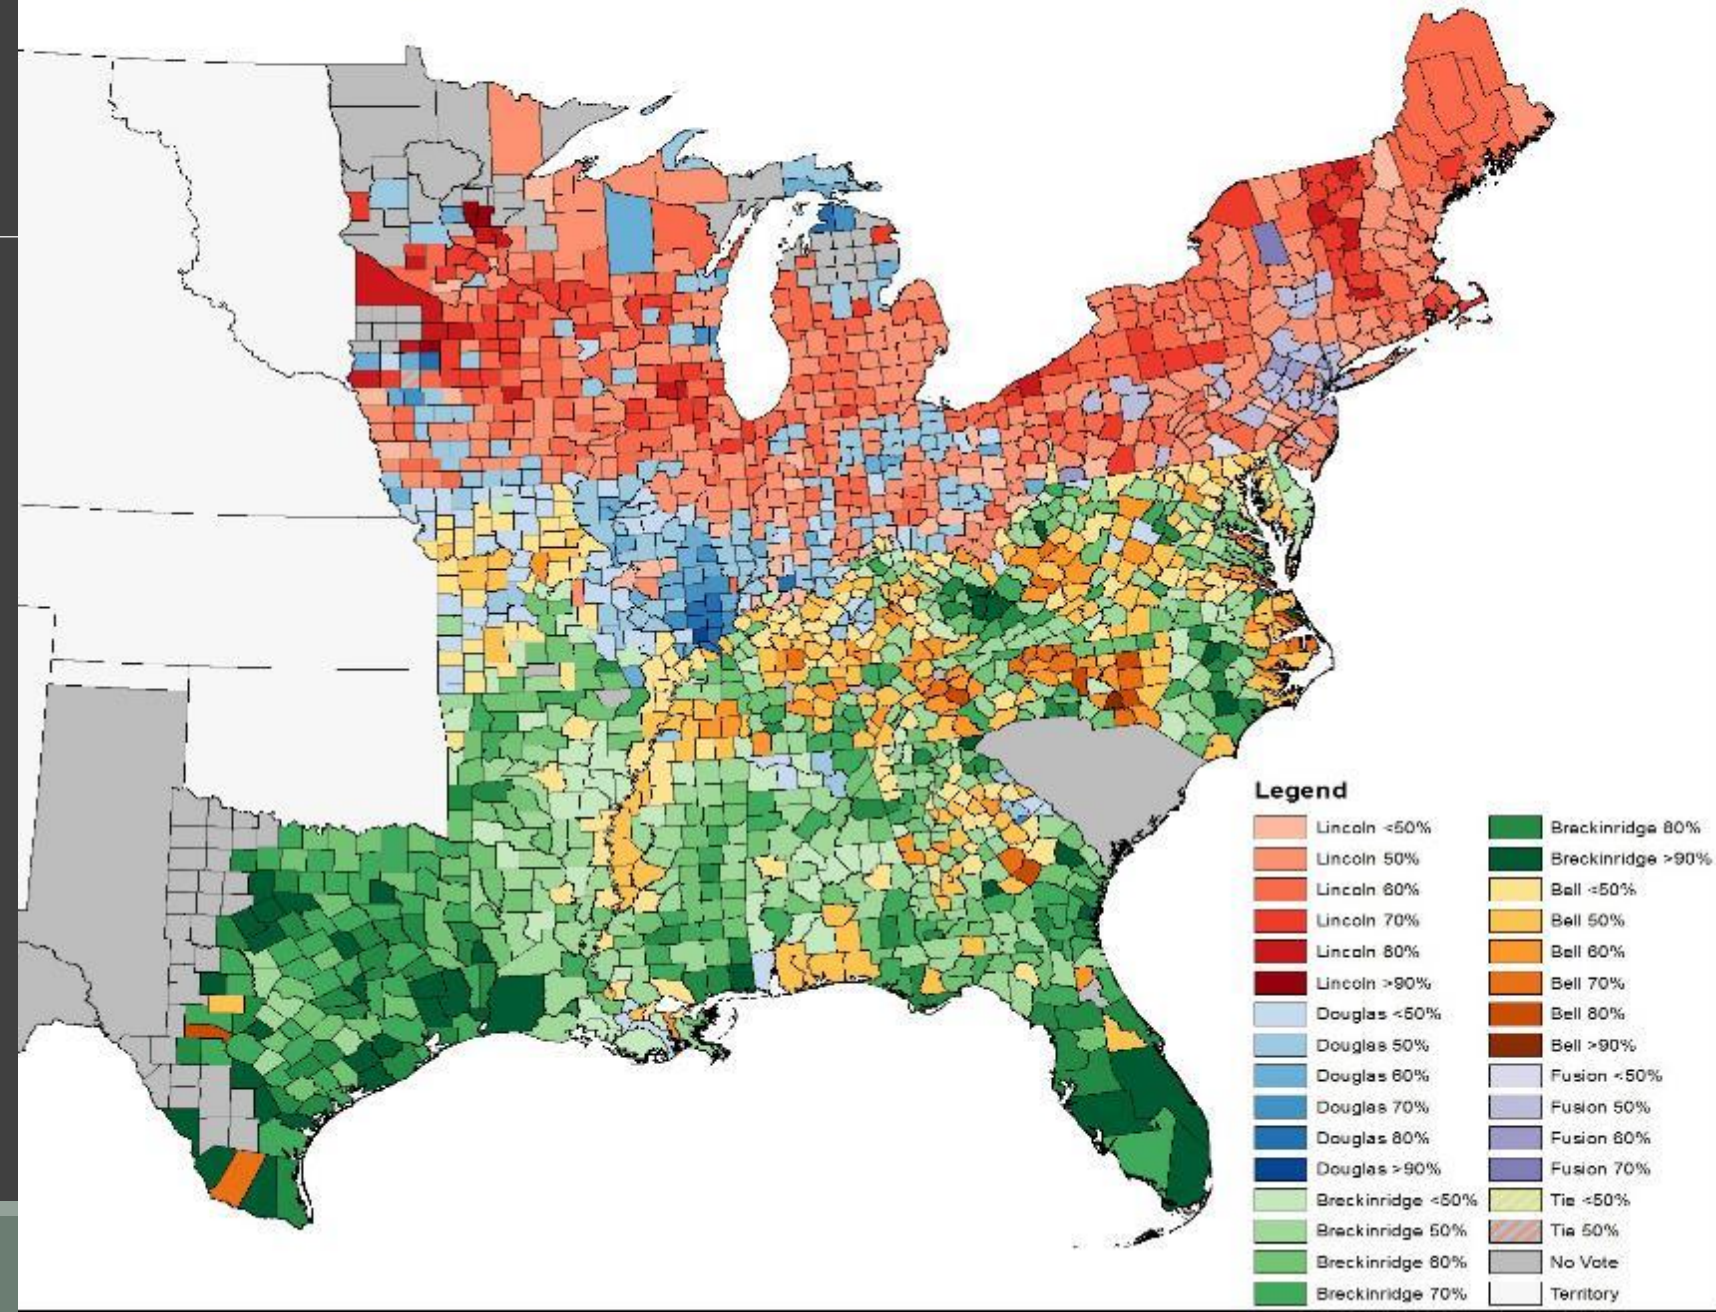 Legend
Lincoln <50%
Lincoln 50%
Lincoln 60%
Lincoln 70%
Lincoln 80%
Lincoln >90%
Douglas <50%
Douglas 50%
Douglas 60%
Douglas 70%
Douglas 80%
Douglas >90%
Breckinridge <50%
Breckinridge 50%
Breckinridge 60%
Breckinridge 70%
Breckinridge 80%
Breckinridge >90%
Bell <50%
Bell 50%
Bell 60%
Bell 70%
Bell 80%
Bell >90%
Fusion <50%
Fusion 50%
Fusion 60%
Fusion 70%
Tie <50%
Tie 50%
No Vote
Territory